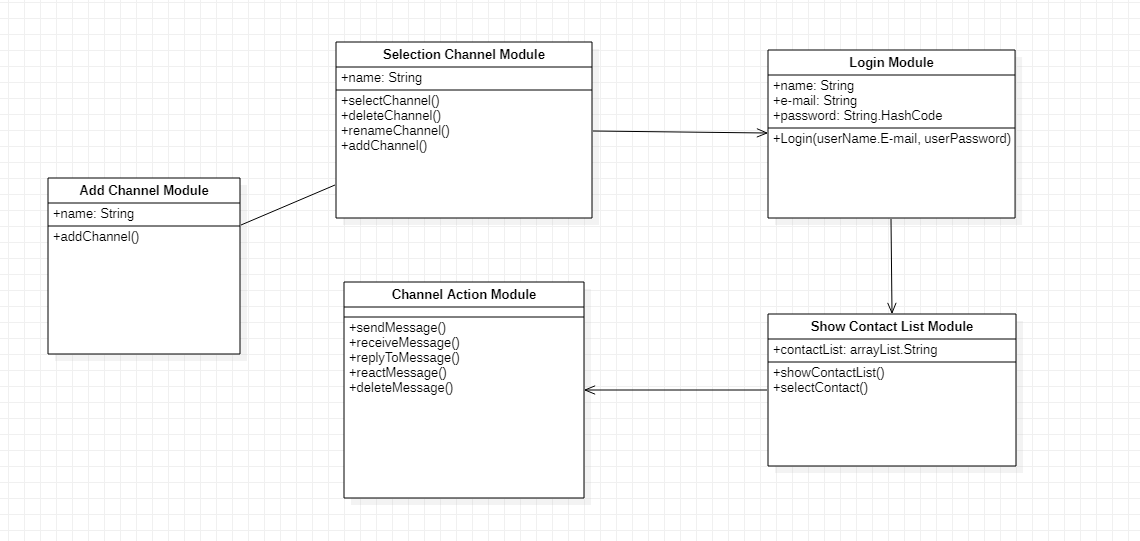 Selection Channel Module
+name: String
+selectChannel()
+deleteChannel()
+renameChannel()
+addChannel()
Login Module
+name: String
+e-mail: String
+password: String.HashCode
+Login(userName.E-mail, userPassword)
Add Channel Module
+name: String
+addChannel()
Channel Action Module
+sendMessage()
+receiveMessage()
+replyToMessage()
+reactMessage()
+deleteMessage()
Show Contact List Module
+contactList: arrayList.String
+showContactList()
+selectContact()